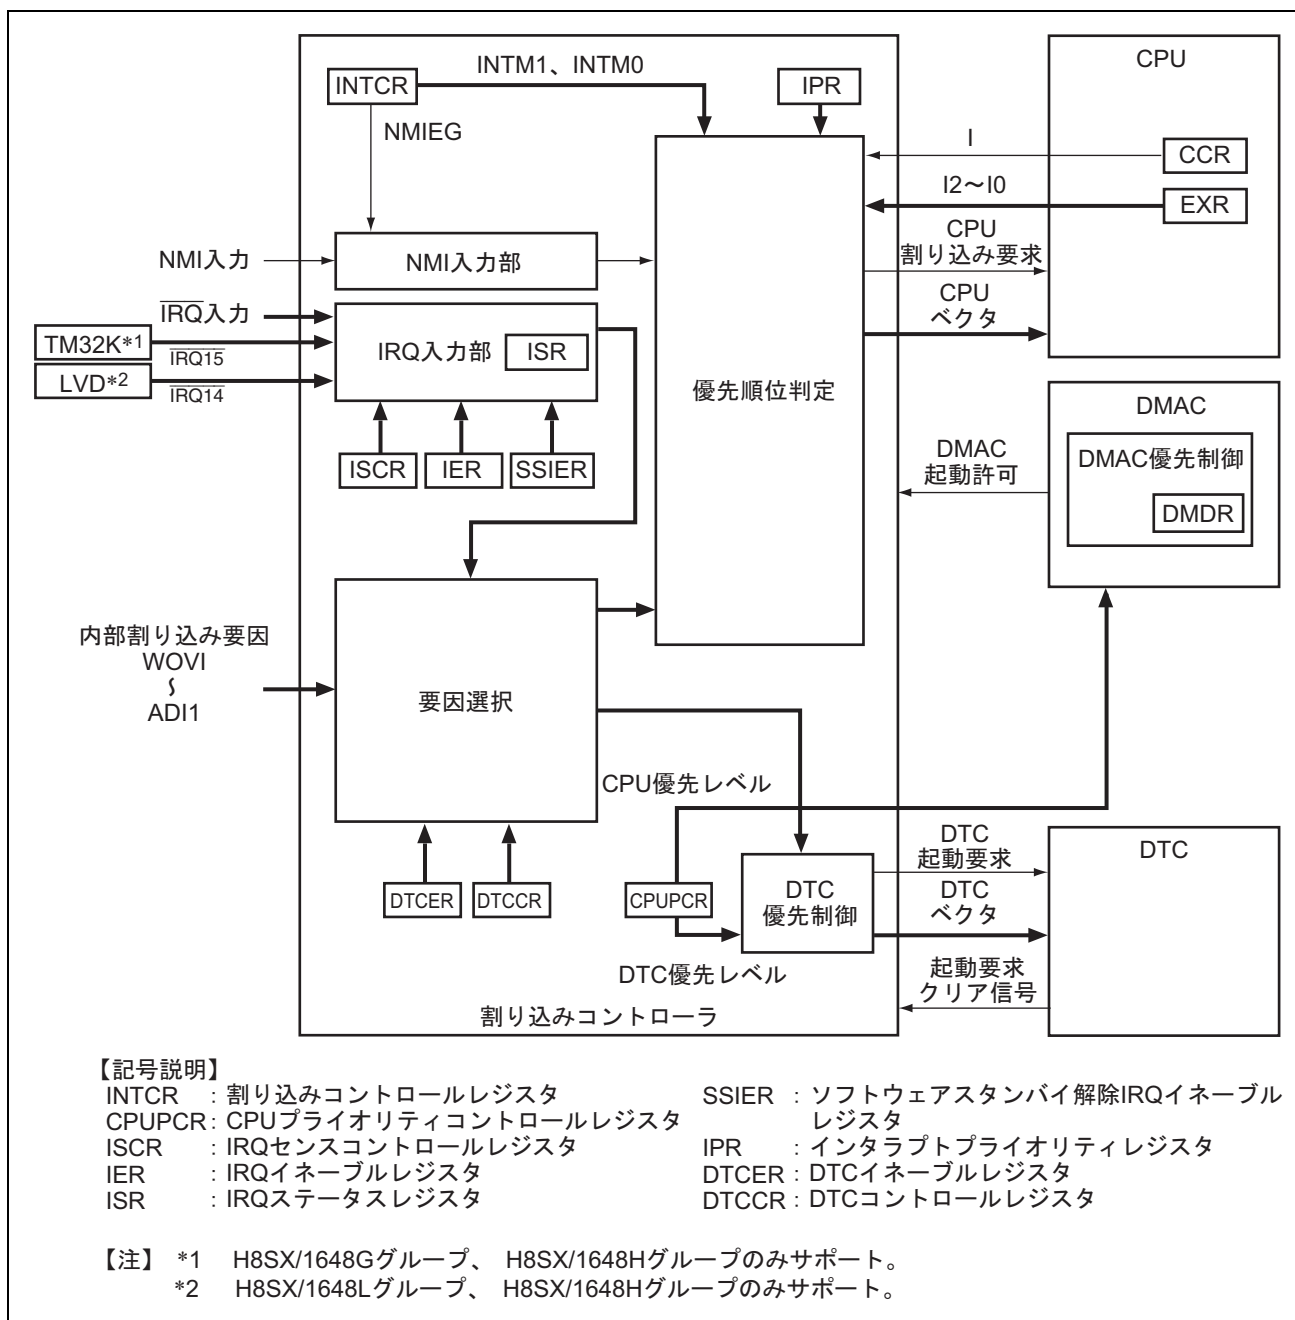 INTCR
INTM1、INTM0
IPR
CPU
NMIEG
I
CCR
I2～I0
EXR
NMI入力
NMI入力部
CPU
割り込み要求
IRQ入力
CPU
ベクタ
TM32K*1
IRQ15
IRQ入力部
ISR
LVD*2
IRQ14
優先順位判定
DMAC
ISCR
IER
SSIER
DMAC
起動許可
DMAC優先制御
DMDR
内部割り込み要因
WOVI
～
ADI1
要因選択
CPU優先レベル
DTC
起動要求
DTC
DTCER
DTCCR
CPUPCR
DTC
優先制御
DTC
ベクタ
DTC優先レベル
起動要求
クリア信号
割り込みコントローラ
【記号説明】
INTCR : 割り込みコントロールレジスタ
CPUPCR : CPUプライオリティコントロールレジスタ
ISCR : IRQセンスコントロールレジスタ
IER : IRQイネーブルレジスタ
ISR : IRQステータスレジスタ
SSIER : ソフトウェアスタンバイ解除IRQイネーブル
レジスタ
IPR : インタラプトプライオリティレジスタ
DTCER : DTCイネーブルレジスタ
DTCCR : DTCコントロールレジスタ
【注】 *1 H8SX/1648Gグループ、 H8SX/1648Hグループのみサポート。
*2 H8SX/1648Lグループ、 H8SX/1648Hグループのみサポート。